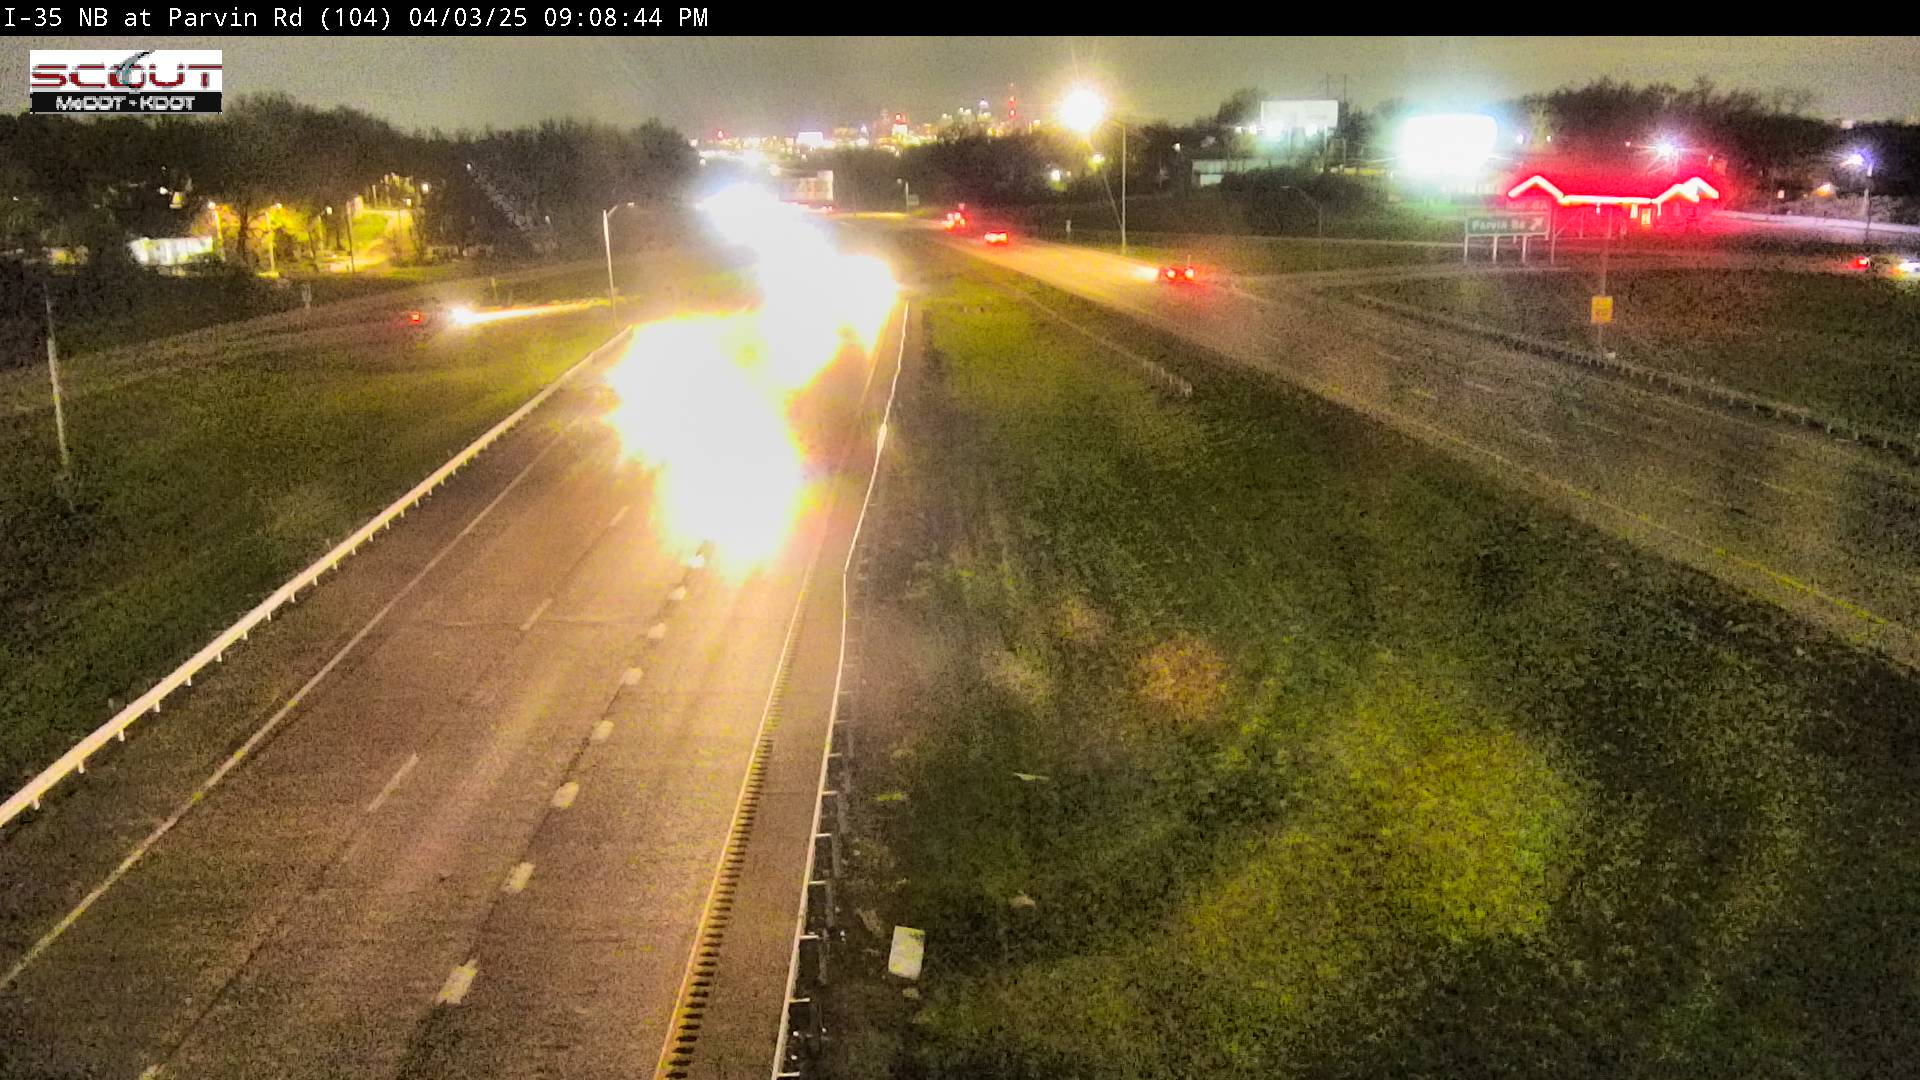 I-35 NB at Parvin Rd (104) 04/03/25 09:08:44 PM
SCOUT
MoDOT - KDOT
Parvin Rd